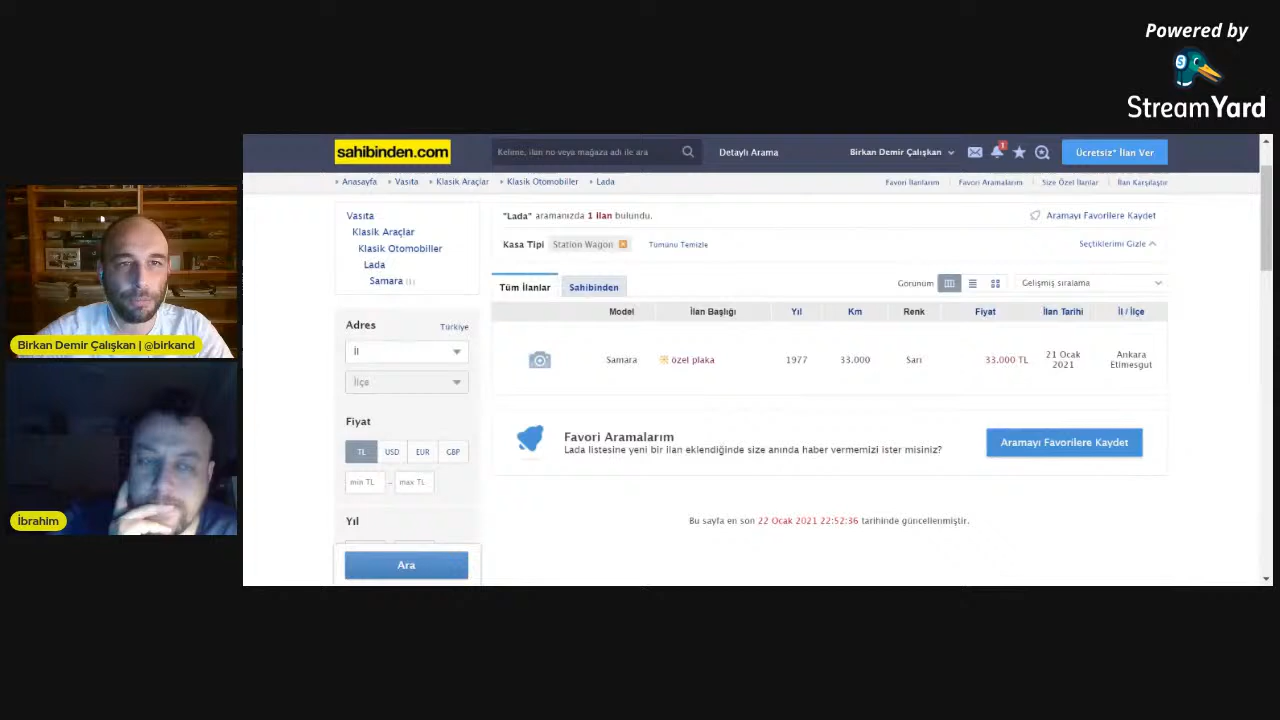 Powered by
StreamYard
sahibinden.com
Kelime, ilan no veya mağaza adı ile ara
Detaylı Arama
Birkan Demir Çalışkan
1
Ücretsiz* İlan Ver
Anasayfa
Vasıta
Klasik Araçlar
Klasik Otomobiller
Lada
Favori İlanlarım
Favori Aramalarım
Size Özel İlanlar
İlan Karşılaştır
Vasıta
Klasik Araçlar
Klasik Otomobiller
Lada
Samara (1)
"Lada" aramanızda 1 ilan bulundu.
Aramayı Favorilere Kaydet
Kasa Tipi
Station Wagon
Tümünü Temizle
Seçtiklerimi Gizle
Tüm İlanlar
Sahibinden
Görünüm
Gelişmiş sıralama
Model
İlan Başlığı
Yıl
Km
Renk
Fiyat
İlan Tarihi
İl / İlçe
Samara
özel plaka
1977
33.000
Sarı
33.000 TL
21 Ocak
2021
Ankara
Etimesgut
Adres
Türkiye
İl
İlçe
Fiyat
TL
USD
EUR
GBP
min TL
-
max TL
Yıl
Ara
Favori Aramalarım
Lada listesine yeni bir ilan eklendiğinde size anında haber vermemizi ister misiniz?
Aramayı Favorilere Kaydet
Bu sayfa en son 22 Ocak 2021 22:52:36 tarihinde güncellenmiştir.
Birkan Demir Çalışkan | @birkand
İbrahim